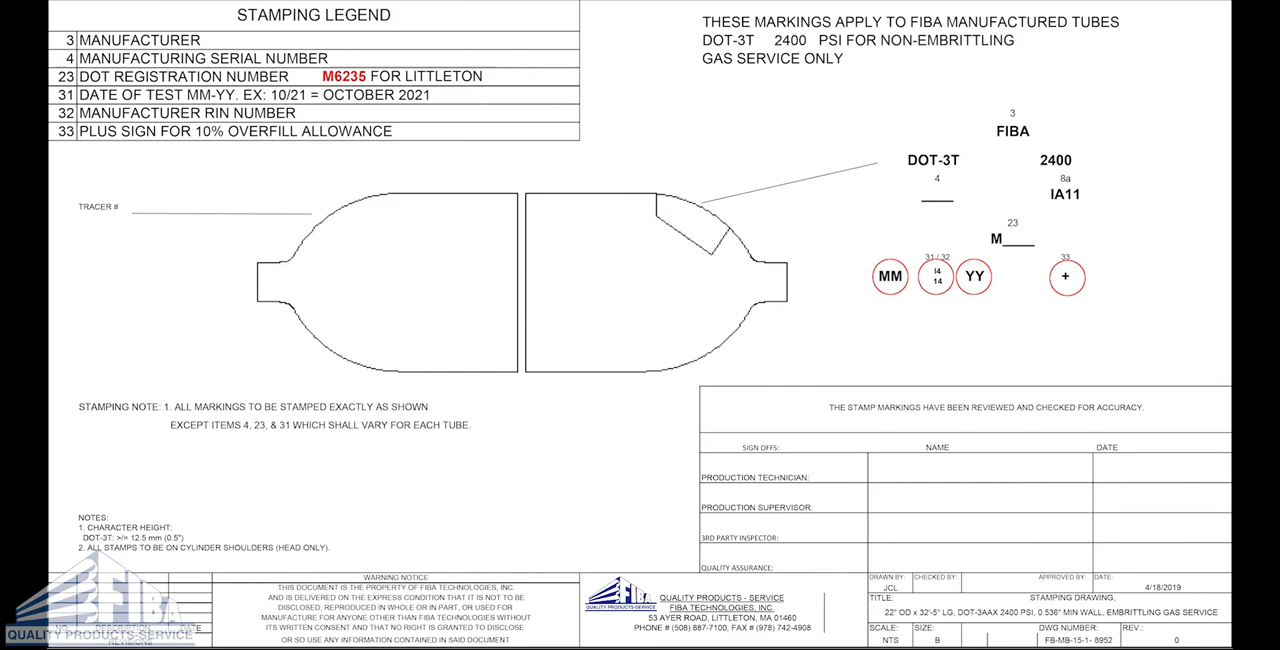 STAMPING LEGEND
3 MANUFACTURER
4 MANUFACTURING SERIAL NUMBER
23 DOT REGISTRATION NUMBER M6235 FOR LITTLETON
31 DATE OF TEST MM-YY. EX: 10/21 = OCTOBER 2021
32 MANUFACTURER RIN NUMBER
33 PLUS SIGN FOR 10% OVERFILL ALLOWANCE
THESE MARKINGS APPLY TO FIBA MANUFACTURED TUBES
DOT-3T 2400 PSI FOR NON-EMBRITTLING
GAS SERVICE ONLY
3
FIBA
DOT-3T 2400
4 8a
IA11
23
M
31 / 32 33
MM I4 YY +
14
TRACER #
STAMPING NOTE: 1. ALL MARKINGS TO BE STAMPED EXACTLY AS SHOWN
EXCEPT ITEMS 4, 23, & 31 WHICH SHALL VARY FOR EACH TUBE.
NOTES:
1. CHARACTER HEIGHT:
DOT-3T: >/= 12.5 mm (0.5")
2. ALL STAMPS TO BE ON CYLINDER SHOULDERS (HEAD ONLY).
THE STAMP MARKINGS HAVE BEEN REVIEWED AND CHECKED FOR ACCURACY.
SIGN OFFS: NAME DATE
PRODUCTION TECHNICIAN:
PRODUCTION SUPERVISOR:
3RD PARTY INSPECTOR:
QUALITY ASSURANCE:
FIBA
QUALITY PRODUCTS-SERVICE
NO. DESCRIPTION DATE
REVISIONS
WARNING NOTICE
THIS DOCUMENT IS THE PROPERTY OF FIBA TECHNOLOGIES, INC.
AND IS DELIVERED ON THE EXPRESS CONDITION THAT IT IS NOT TO BE
DISCLOSED, REPRODUCED IN WHOLE OR IN PART, OR USED FOR
MANUFACTURE FOR ANYONE OTHER THAN FIBA TECHNOLOGIES WITHOUT
ITS WRITTEN CONSENT AND THAT NO RIGHT IS GRANTED TO DISCLOSE
OR SO USE ANY INFORMATION CONTAINED IN SAID DOCUMENT.
FIBA
QUALITY PRODUCTS-SERVICE
QUALITY PRODUCTS - SERVICE
FIBA TECHNOLOGIES, INC.
53 AYER ROAD, LITTLETON, MA 01460
PHONE # (508) 887-7100, FAX # (978) 742-4908
DRAWN BY: CHECKED BY: APPROVED BY: DATE:
JCL 4/18/2019
TITLE: STAMPING DRAWING,
22" OD x 32'-5" LG, DOT-3AAX 2400 PSI, 0.536" MIN WALL, EMBRITTLING GAS SERVICE
SCALE: SIZE: DWG NUMBER: REV.:
NTS B FB-MB-15-1- 8952 0